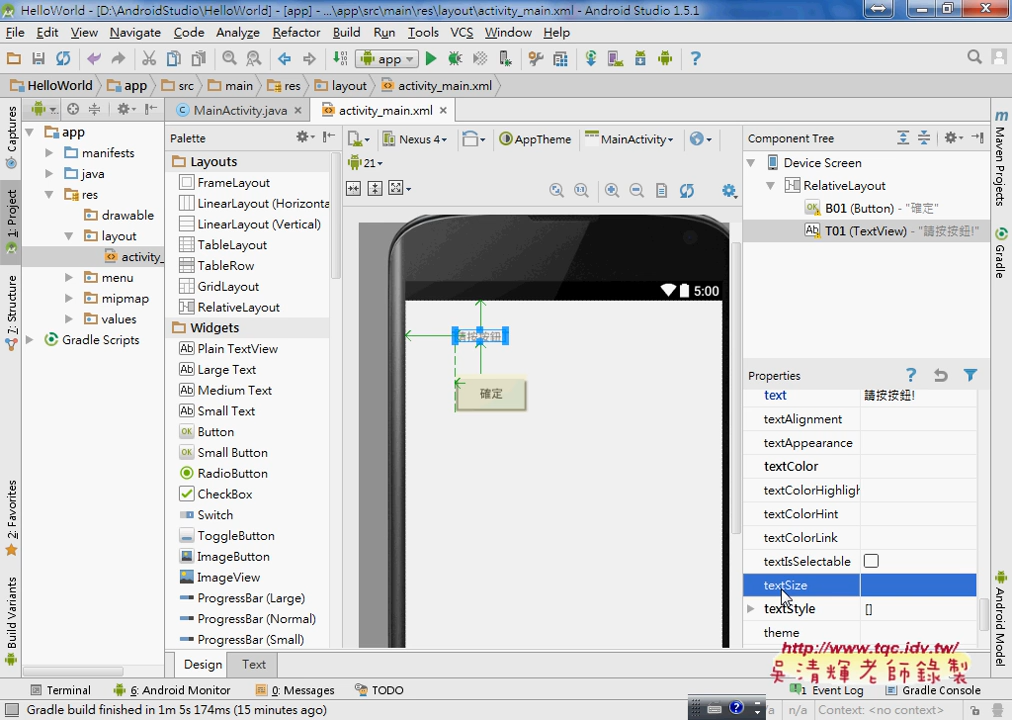 HelloWorld - [D:\AndroidStudio\HelloWorld] - [app] - ...\app\src\main\res\layout\activity_main.xml - Android Studio 1.5.1
File Edit View Navigate Code Analyze Refactor Build Run Tools VCS Window Help
app
HelloWorld app src main res layout activity_main.xml
MainActivity.java activity_main.xml
Captures
1: Project
7: Structure
2: Favorites
Build Variants
app
manifests
java
res
drawable
layout
activity_
menu
mipmap
values
Gradle Scripts
Palette
Layouts
FrameLayout
LinearLayout (Horizonta
LinearLayout (Vertical)
TableLayout
TableRow
GridLayout
RelativeLayout
Widgets
Plain TextView
Large Text
Medium Text
Small Text
Button
Small Button
RadioButton
CheckBox
Switch
ToggleButton
ImageButton
ImageView
ProgressBar (Large)
ProgressBar (Normal)
ProgressBar (Small)
Design Text
Nexus 4 AppTheme MainActivity
21
5:00
請按按鈕!
確定
Component Tree
Device Screen
RelativeLayout
B01 (Button) - "確定"
T01 (TextView) - "請按按鈕!"
Properties
text 請按按鈕!
textAlignment
textAppearance
textColor
textColorHighligh
textColorHint
textColorLink
textIsSelectable
textSize
textStyle []
theme
Maven Projects
Gradle
Android Model
http://www.tqc.idv.tw/
吳清輝老師錄製
Terminal 6: Android Monitor 0: Messages TODO 1 Event Log Gradle Console
Gradle build finished in 1m 5s 174ms (15 minutes ago) n/a Context: <no context>